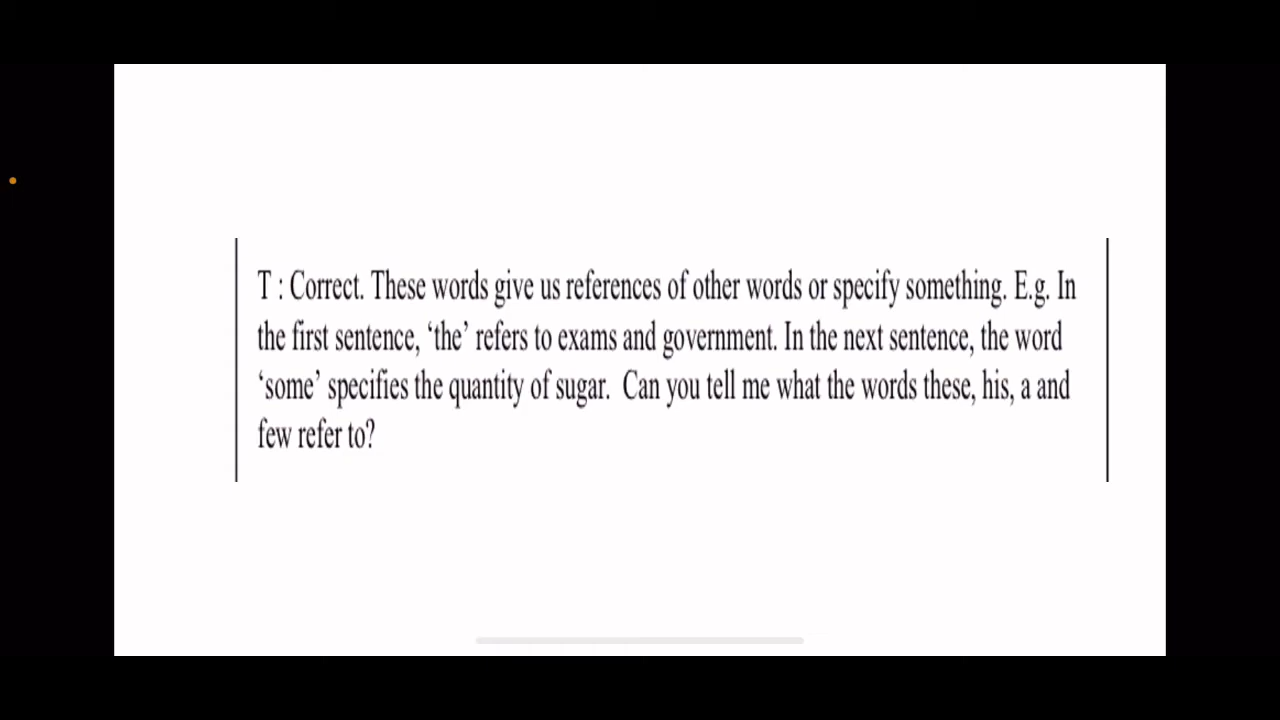 T : Correct. These words give us references of other words or specify something. E.g. In
the first sentence, ‘the’ refers to exams and government. In the next sentence, the word
‘some’ specifies the quantity of sugar.  Can you tell me what the words these, his, a and
few refer to?